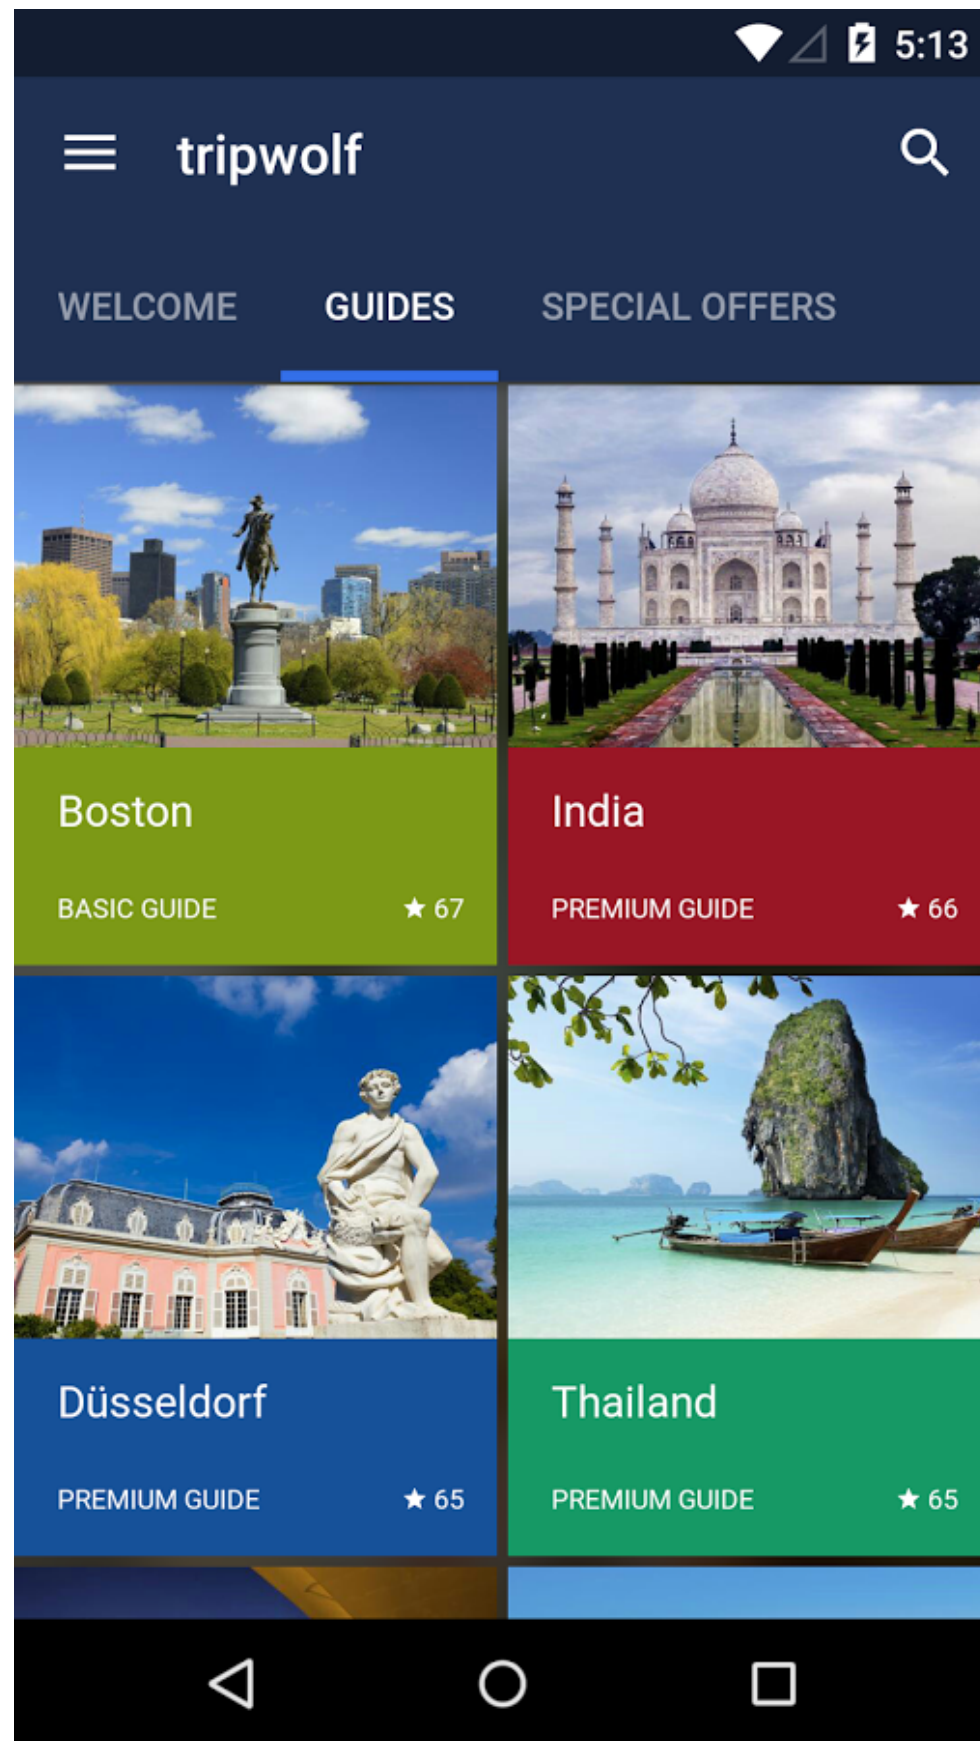 5:13
tripwolf
WELCOME GUIDES SPECIAL OFFERS
Boston
BASIC GUIDE ★ 67
India
PREMIUM GUIDE ★ 66
Düsseldorf
PREMIUM GUIDE ★ 65
Thailand
PREMIUM GUIDE ★ 65